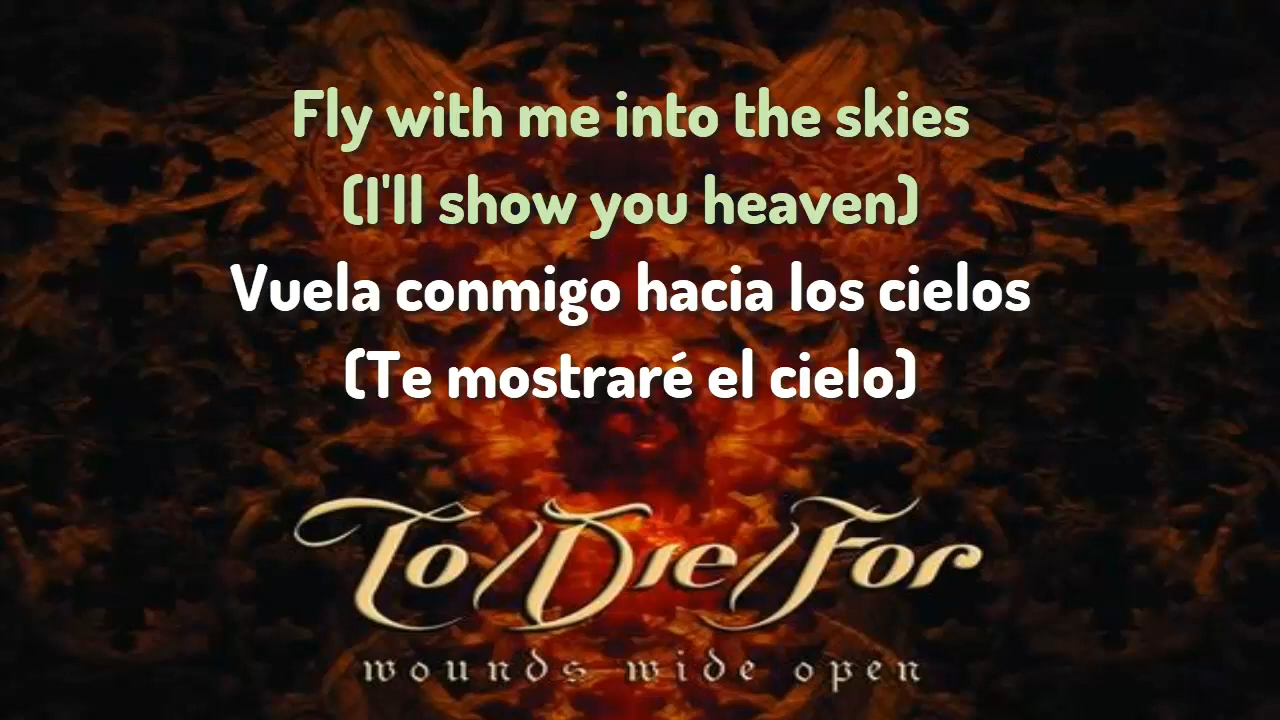 Fly with me into the skies
(I'll show you heaven)
Vuela conmigo hacia los cielos
(Te mostraré el cielo)
To/Die/For
wounds wide open